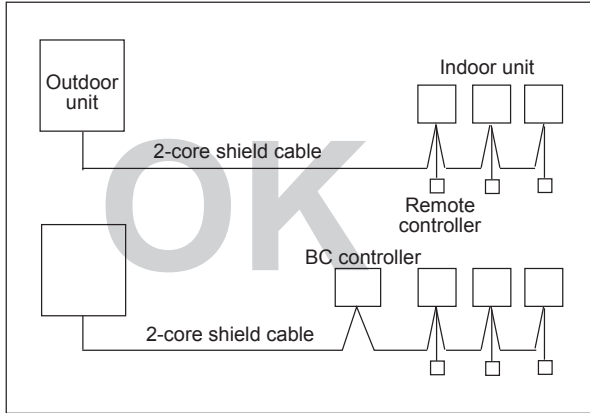 Outdoor
unit
Indoor unit
2-core shield cable
Remote
controller
OK
BC controller
2-core shield cable